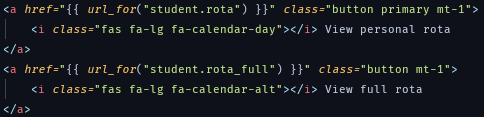 <a href="{{ url_for("student.rota") }}" class="button primary mt-1">
    <i class="fas fa-lg fa-calendar-day"></i> View personal rota
</a>
<a href="{{ url_for("student.rota_full") }}" class="button mt-1">
    <i class="fas fa-lg fa-calendar-alt"></i> View full rota
</a>